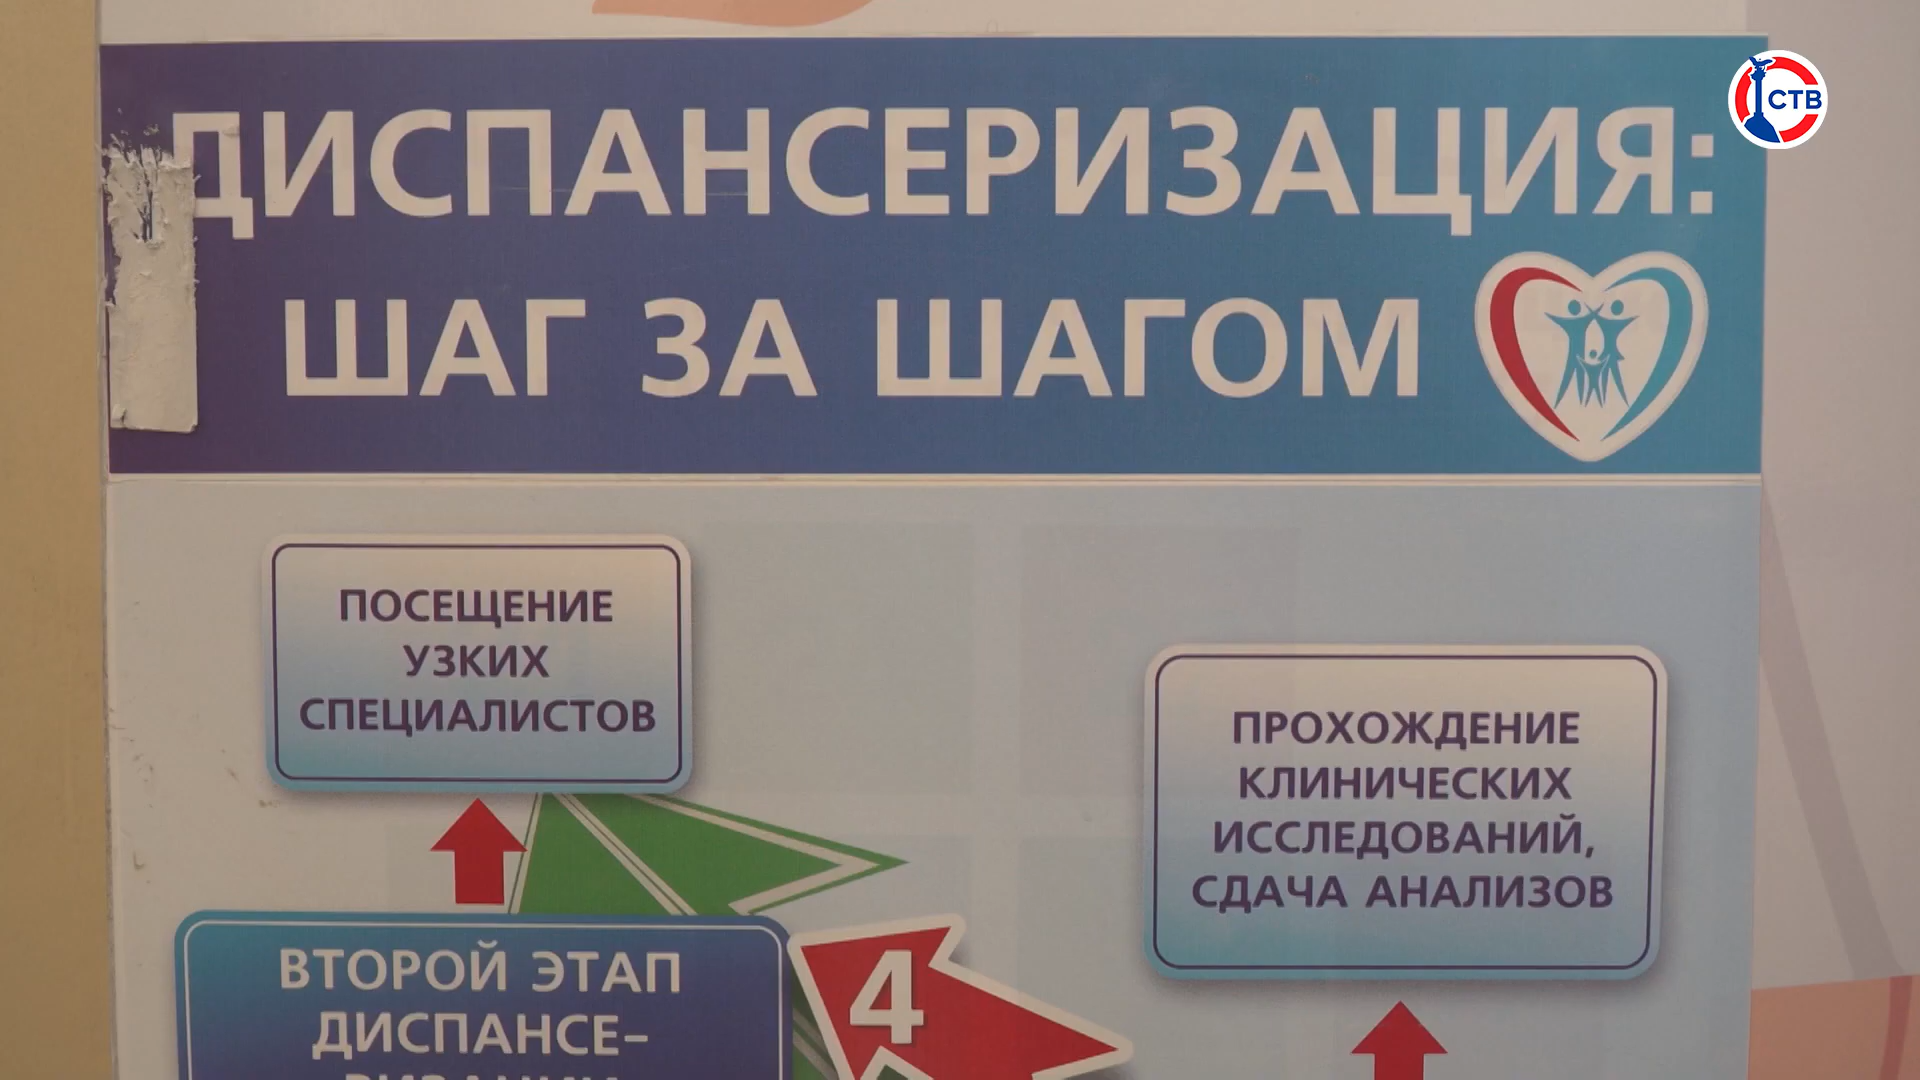 ДИСПАНСЕРИЗАЦИЯ:
ШАГ ЗА ШАГОМ
СТВ
ПОСЕЩЕНИЕ
УЗКИХ
СПЕЦИАЛИСТОВ
ПРОХОЖДЕНИЕ
КЛИНИЧЕСКИХ
ИССЛЕДОВАНИЙ,
СДАЧА АНАЛИЗОВ
ВТОРОЙ ЭТАП
ДИСПАНСЕ-
4